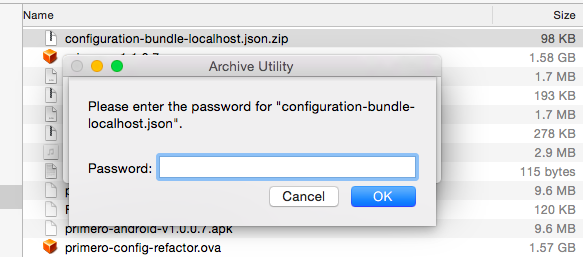 Name Size
configuration-bundle-localhost.json.zip 98 KB
1.58 GB
Archive Utility
1.7 MB
Please enter the password for "configuration-bundle-
localhost.json".
193 KB
1.7 MB
278 KB
2.9 MB
Password:
115 bytes
9.6 MB
Cancel OK
120 KB
primero-android-v1.0.0.7.apk 9.6 MB
primero-config-refactor.ova 1.57 GB